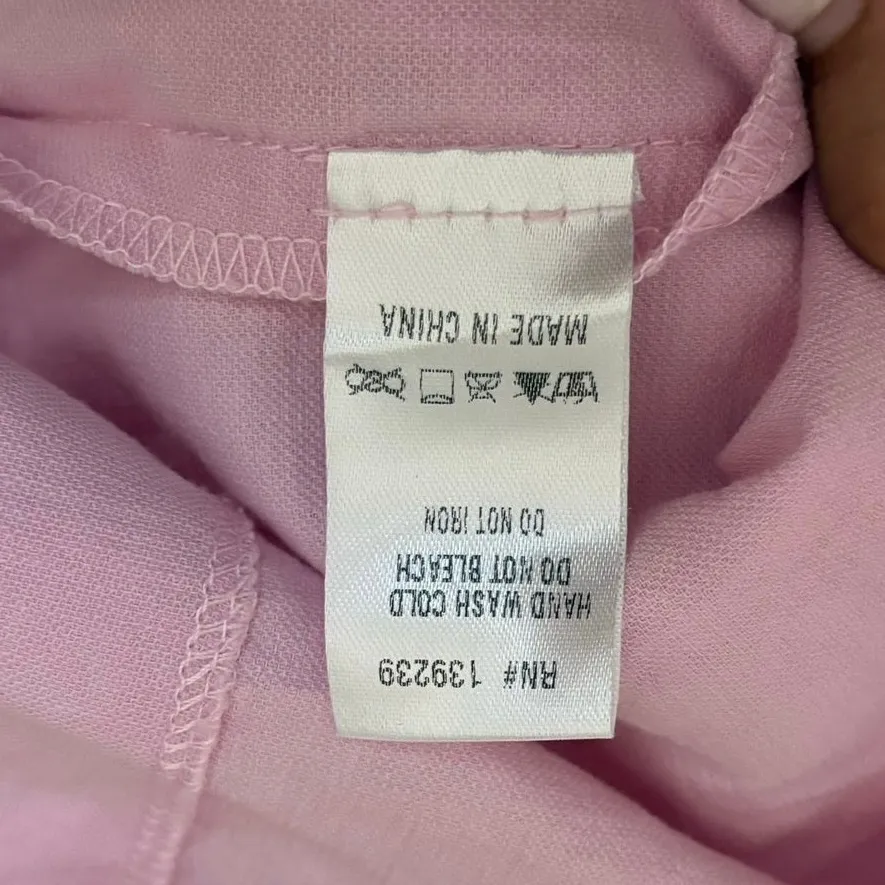 RN# 139239
HAND WASH COLD
DO NOT BLEACH
DO NOT IRON
MADE IN CHINA